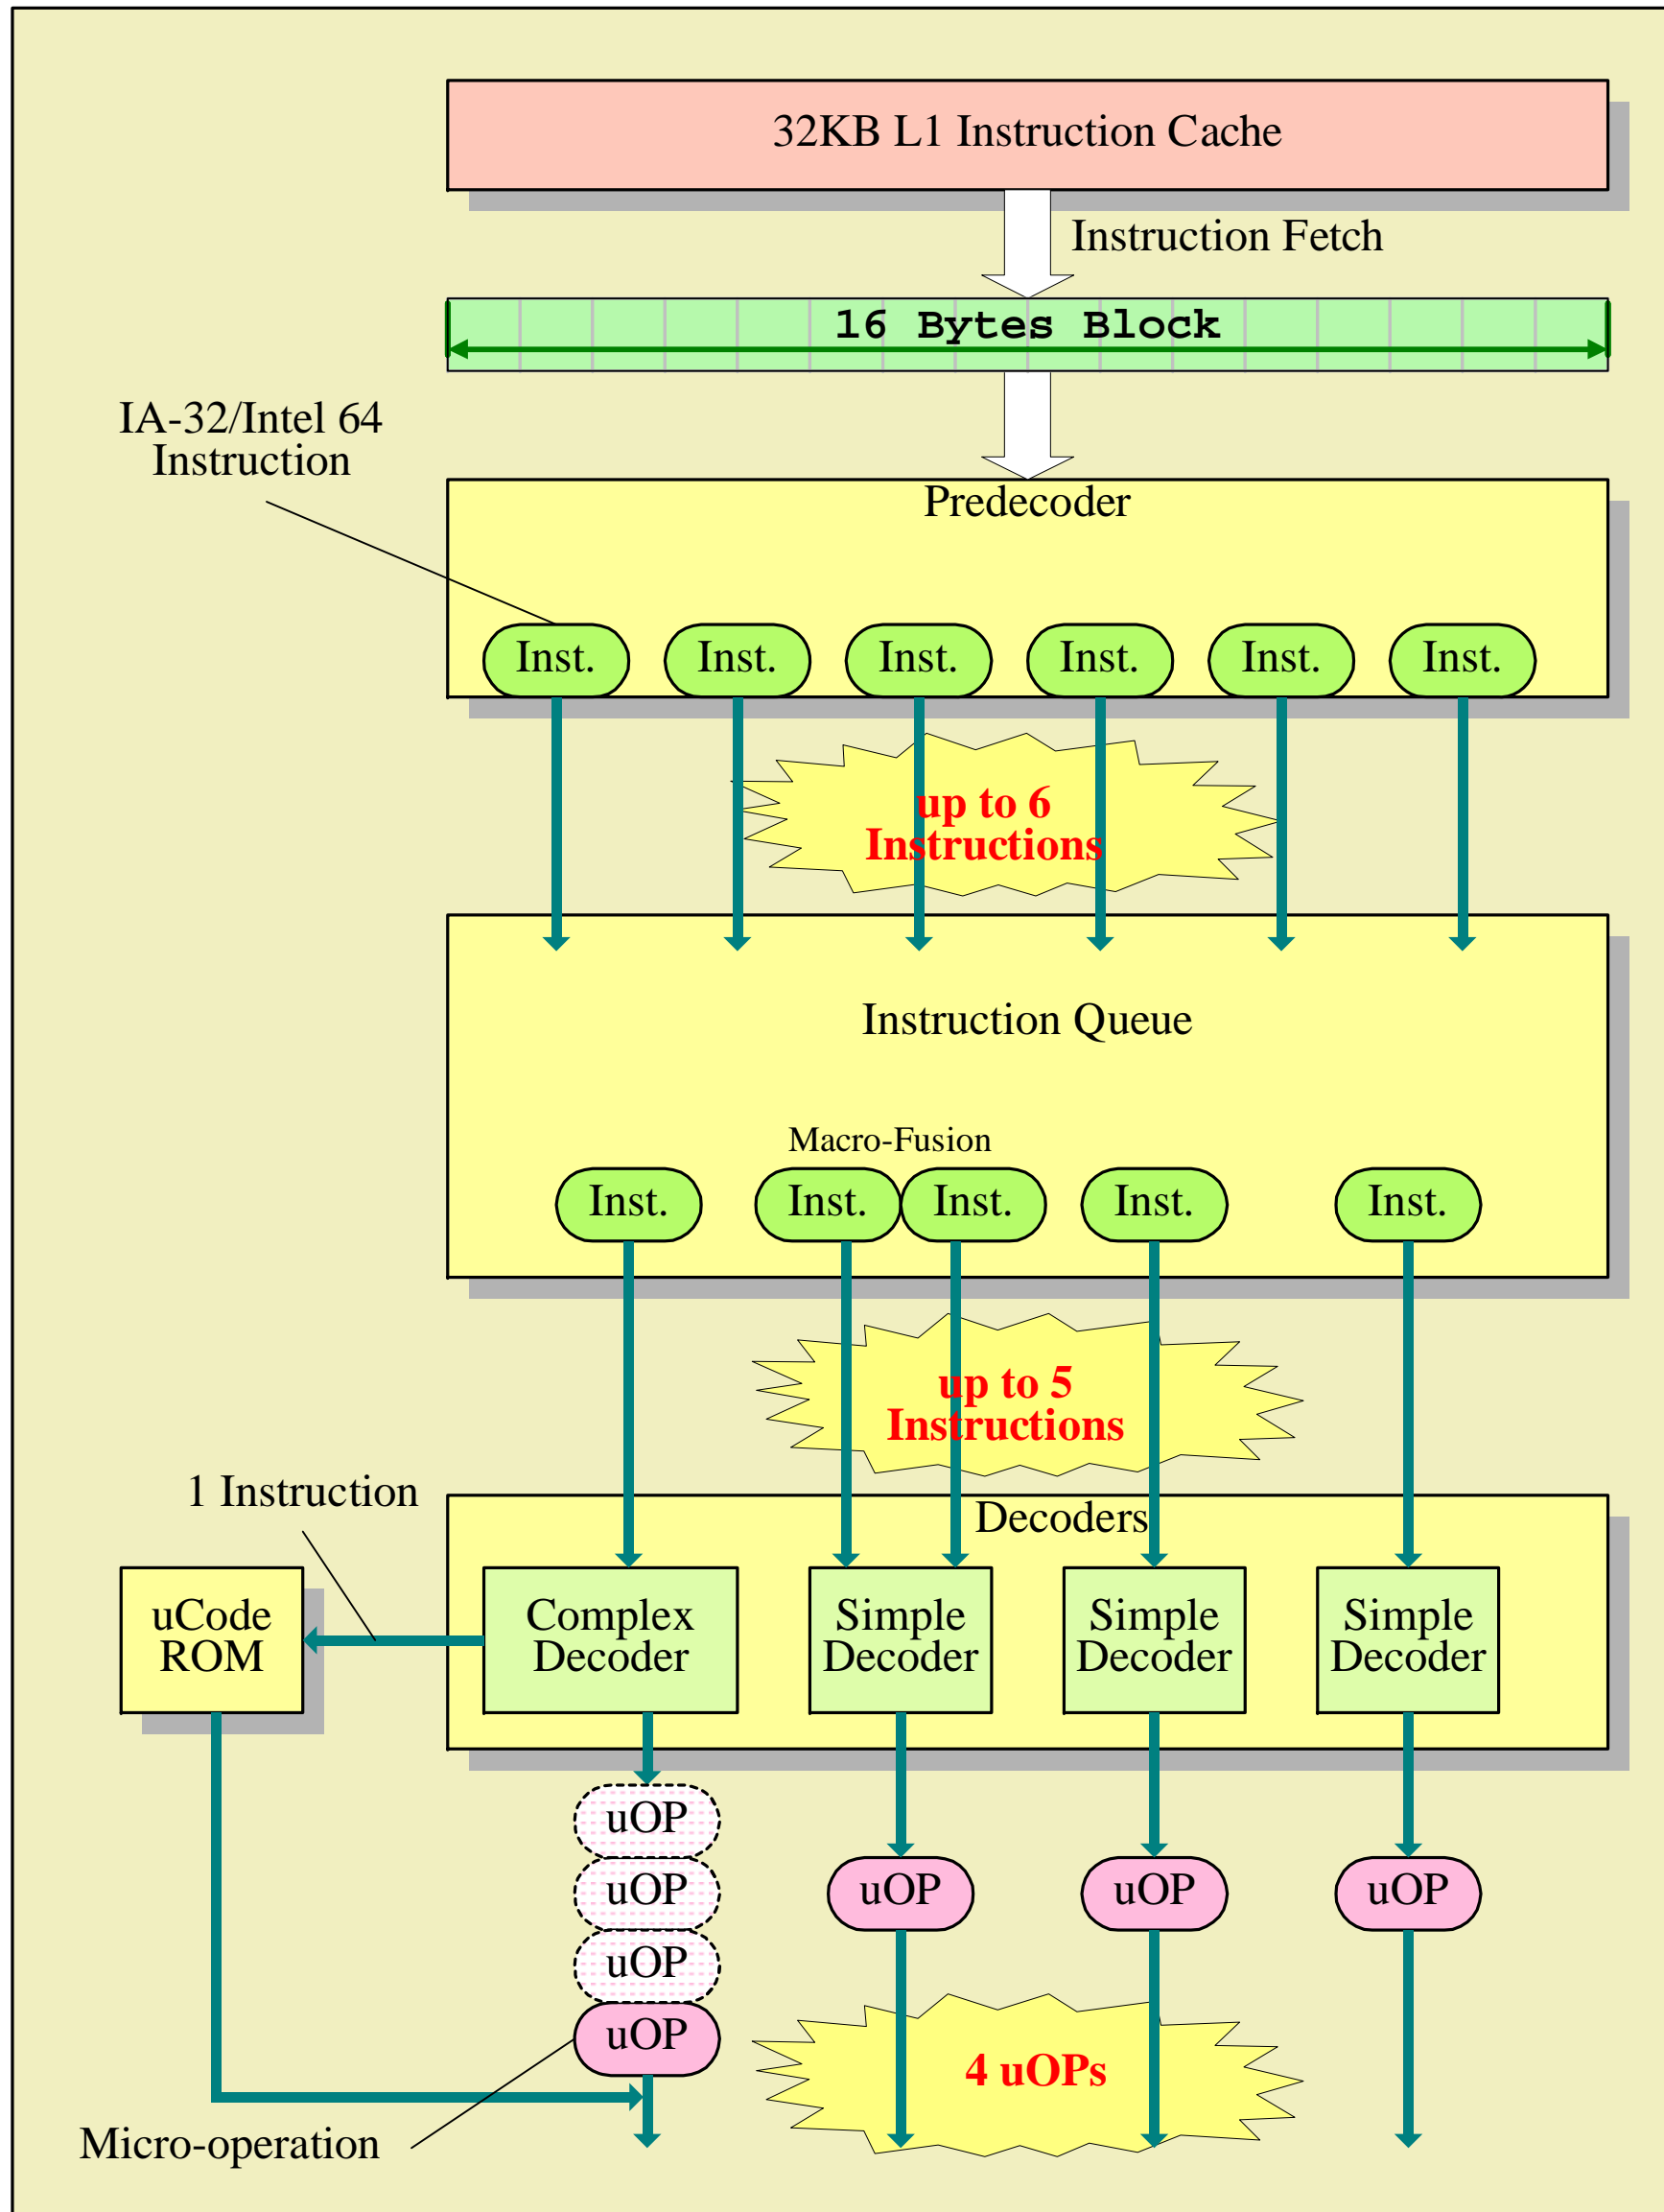 32KB L1 Instruction Cache
Instruction Fetch
16 Bytes Block
IA-32/Intel 64
Instruction
Predecoder
Inst.
Inst.
Inst.
Inst.
Inst.
Inst.
up to 6
Instructions
Instruction Queue
Macro-Fusion
Inst.
Inst.
Inst.
Inst.
Inst.
up to 5
Instructions
1 Instruction
Decoders
uCode
ROM
Complex
Decoder
Simple
Decoder
Simple
Decoder
Simple
Decoder
uOP
uOP
uOP
uOP
uOP
uOP
uOP
4 uOPs
Micro-operation